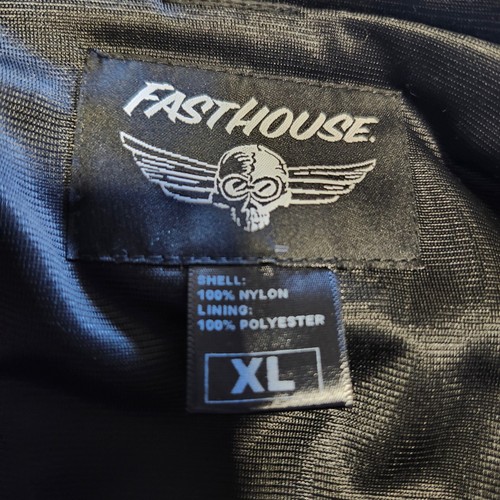 FASTHOUSE.
SHELL:
100% NYLON
LINING:
100% POLYESTER
XL